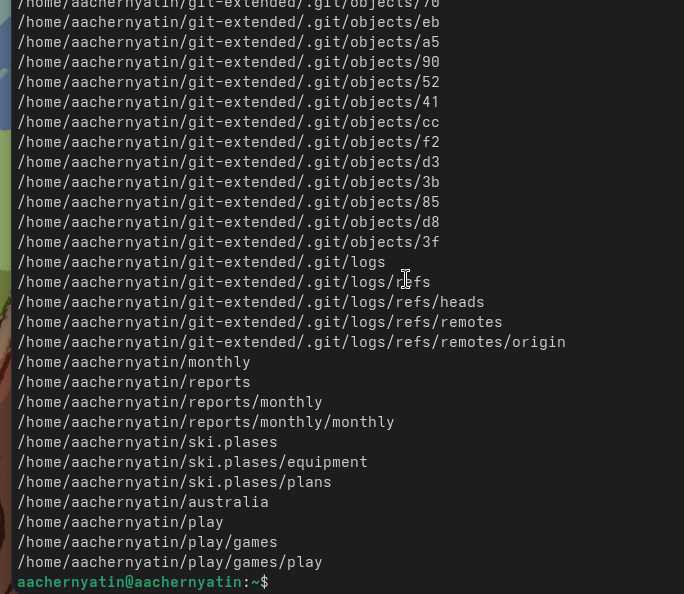 /home/aachernyatin/git-extended/.git/objects/70
/home/aachernyatin/git-extended/.git/objects/eb
/home/aachernyatin/git-extended/.git/objects/a5
/home/aachernyatin/git-extended/.git/objects/90
/home/aachernyatin/git-extended/.git/objects/52
/home/aachernyatin/git-extended/.git/objects/41
/home/aachernyatin/git-extended/.git/objects/cc
/home/aachernyatin/git-extended/.git/objects/f2
/home/aachernyatin/git-extended/.git/objects/d3
/home/aachernyatin/git-extended/.git/objects/3b
/home/aachernyatin/git-extended/.git/objects/85
/home/aachernyatin/git-extended/.git/objects/d8
/home/aachernyatin/git-extended/.git/objects/3f
/home/aachernyatin/git-extended/.git/logs
/home/aachernyatin/git-extended/.git/logs/refs
/home/aachernyatin/git-extended/.git/logs/refs/heads
/home/aachernyatin/git-extended/.git/logs/refs/remotes
/home/aachernyatin/git-extended/.git/logs/refs/remotes/origin
/home/aachernyatin/monthly
/home/aachernyatin/reports
/home/aachernyatin/reports/monthly
/home/aachernyatin/reports/monthly/monthly
/home/aachernyatin/ski.plases
/home/aachernyatin/ski.plases/equipment
/home/aachernyatin/ski.plases/plans
/home/aachernyatin/australia
/home/aachernyatin/play
/home/aachernyatin/play/games
/home/aachernyatin/play/games/play
aachernyatin@aachernyatin:~$